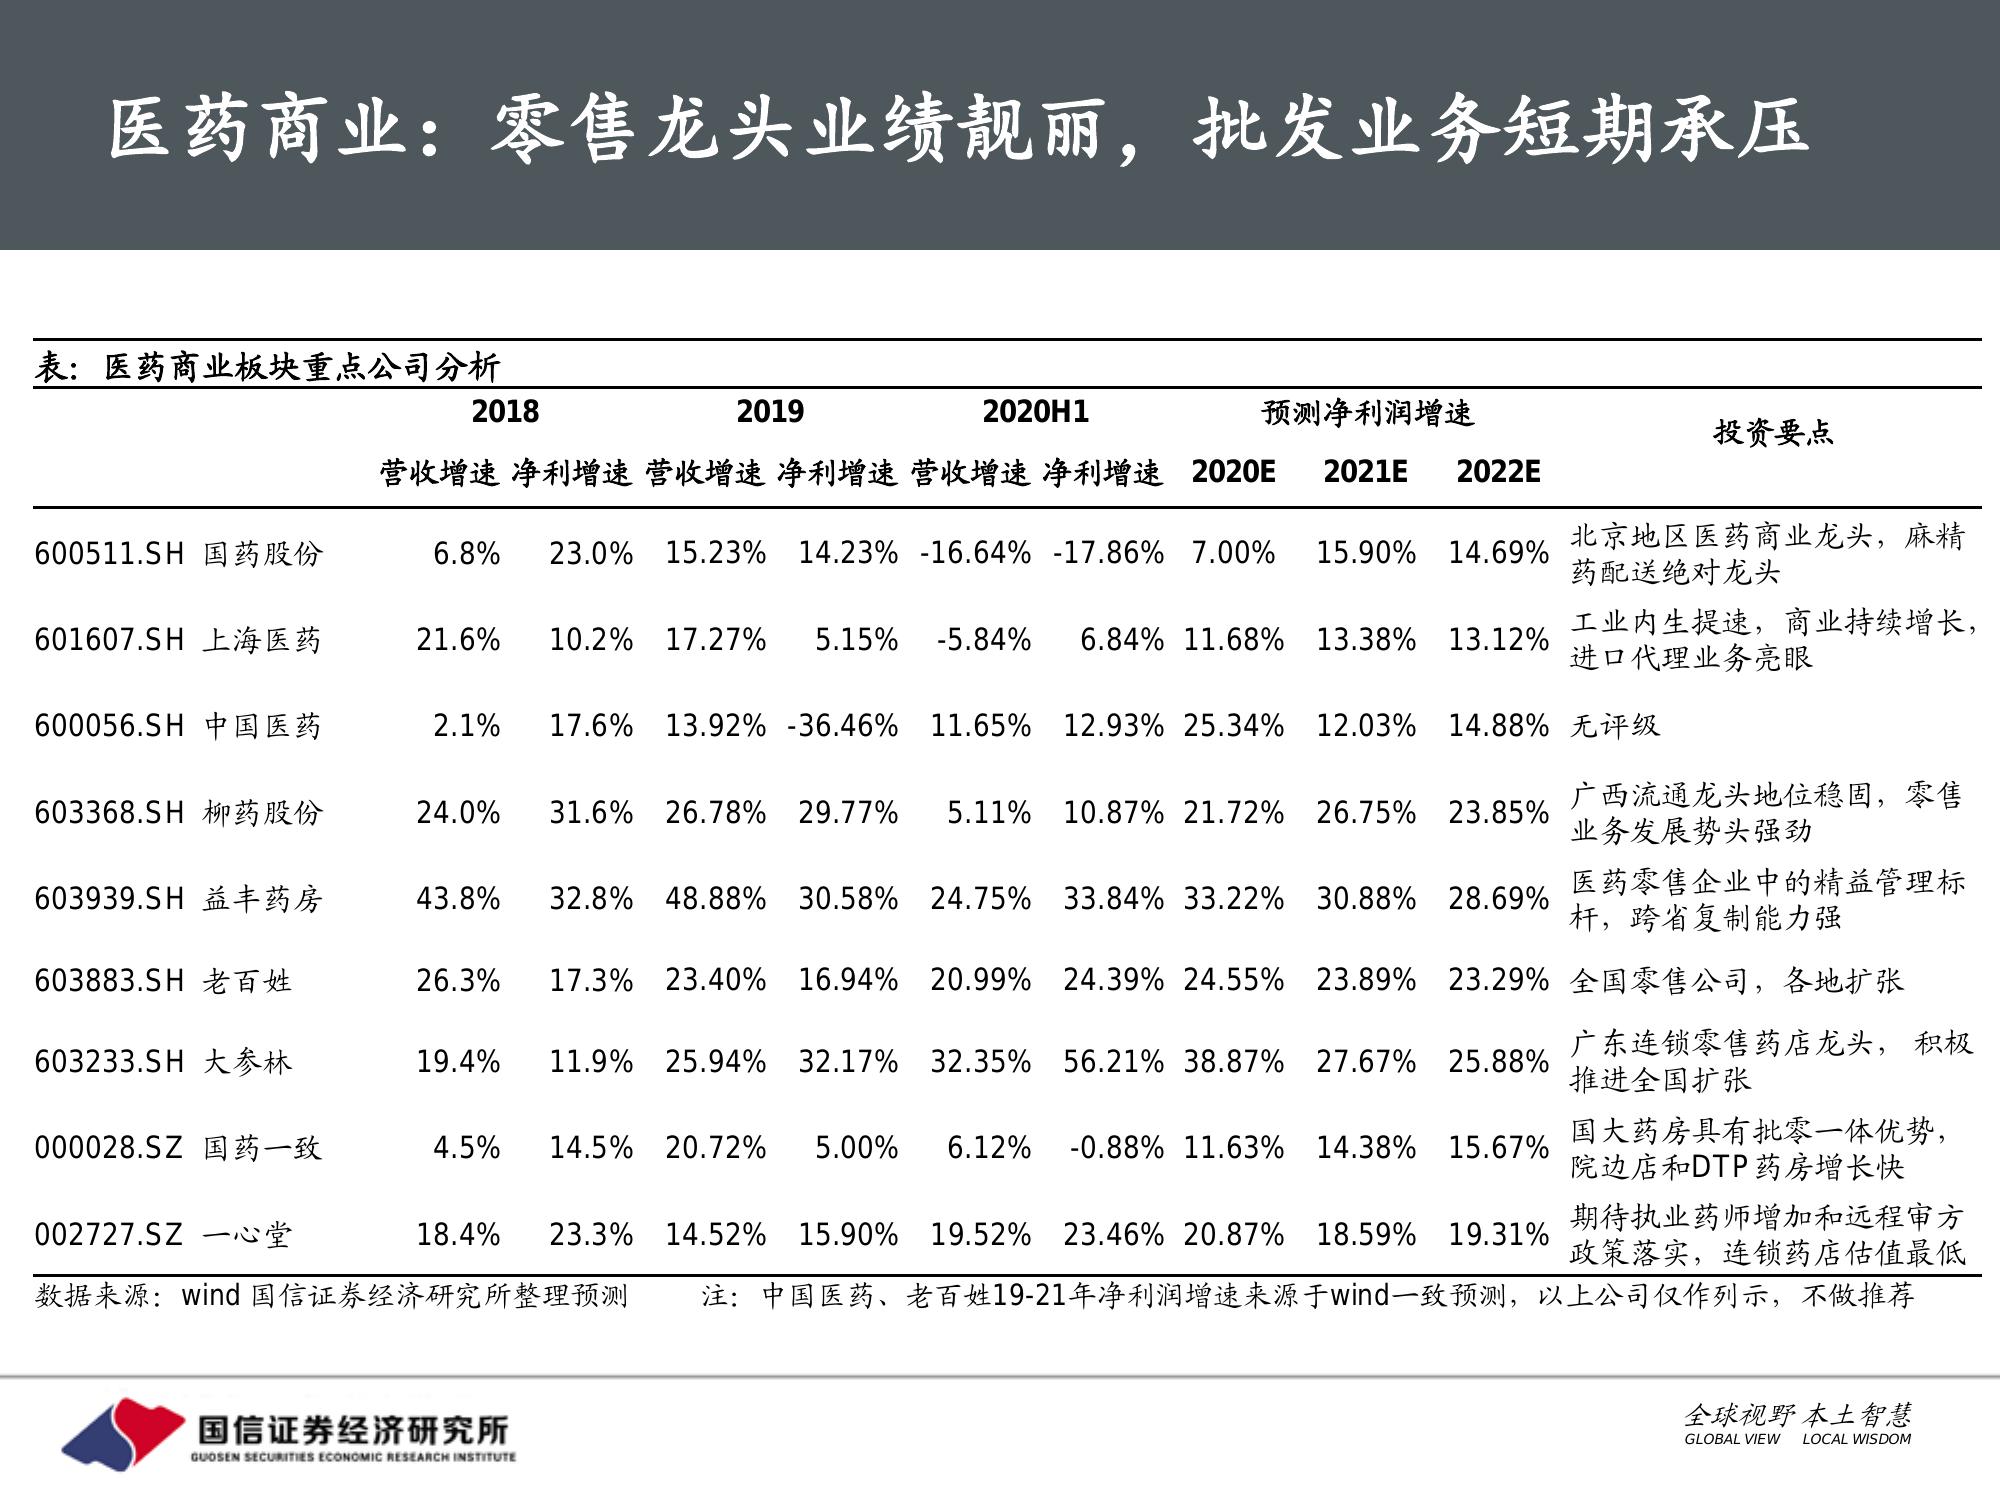 医药商业：零售龙头业绩靓丽，批发业务短期承压
表：医药商业板块重点公司分析
2018 2019 2020H1 预测净利润增速 投资要点
营收增速 净利增速 营收增速 净利增速 营收增速 净利增速 2020E 2021E 2022E
600511.SH 国药股份 6.8% 23.0% 15.23% 14.23% -16.64% -17.86% 7.00% 15.90% 14.69% 北京地区医药商业龙头，麻精
药配送绝对龙头
601607.SH 上海医药 21.6% 10.2% 17.27% 5.15% -5.84% 6.84% 11.68% 13.38% 13.12% 工业内生提速，商业持续增长，
进口代理业务亮眼
600056.SH 中国医药 2.1% 17.6% 13.92% -36.46% 11.65% 12.93% 25.34% 12.03% 14.88% 无评级
603368.SH 柳药股份 24.0% 31.6% 26.78% 29.77% 5.11% 10.87% 21.72% 26.75% 23.85% 广西流通龙头地位稳固，零售
业务发展势头强劲
603939.SH 益丰药房 43.8% 32.8% 48.88% 30.58% 24.75% 33.84% 33.22% 30.88% 28.69% 医药零售企业中的精益管理标
杆，跨省复制能力强
603883.SH 老百姓 26.3% 17.3% 23.40% 16.94% 20.99% 24.39% 24.55% 23.89% 23.29% 全国零售公司，各地扩张
603233.SH 大参林 19.4% 11.9% 25.94% 32.17% 32.35% 56.21% 38.87% 27.67% 25.88% 广东连锁零售药店龙头， 积极
推进全国扩张
000028.SZ 国药一致 4.5% 14.5% 20.72% 5.00% 6.12% -0.88% 11.63% 14.38% 15.67% 国大药房具有批零一体优势，
院边店和DTP药房增长快
002727.SZ 一心堂 18.4% 23.3% 14.52% 15.90% 19.52% 23.46% 20.87% 18.59% 19.31% 期待执业药师增加和远程审方
政策落实，连锁药店估值最低
数据来源：wind 国信证券经济研究所整理预测 注：中国医药、老百姓19-21年净利润增速来源于wind一致预测，以上公司仅作列示，不做推荐
国信证券经济研究所
GUOSEN SECURITIES ECONOMIC RESEARCH INSTITUTE
全球视野 本土智慧
GLOBAL VIEW LOCAL WISDOM